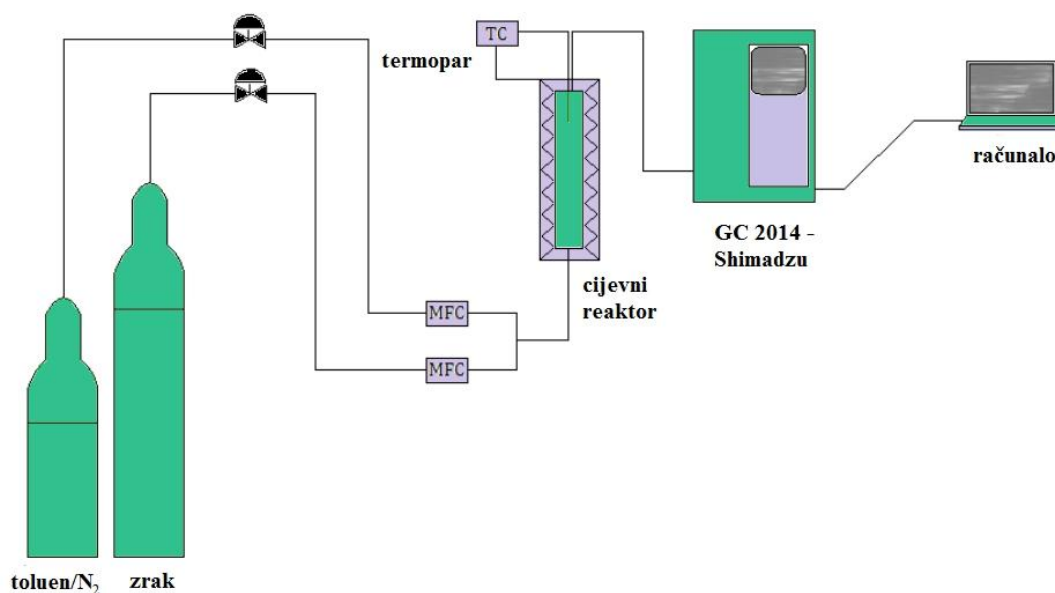 TC
termopar
računalo
GC 2014 -
Shimadzu
cijevni
reaktor
MFC
MFC
toluen/N₂
zrak